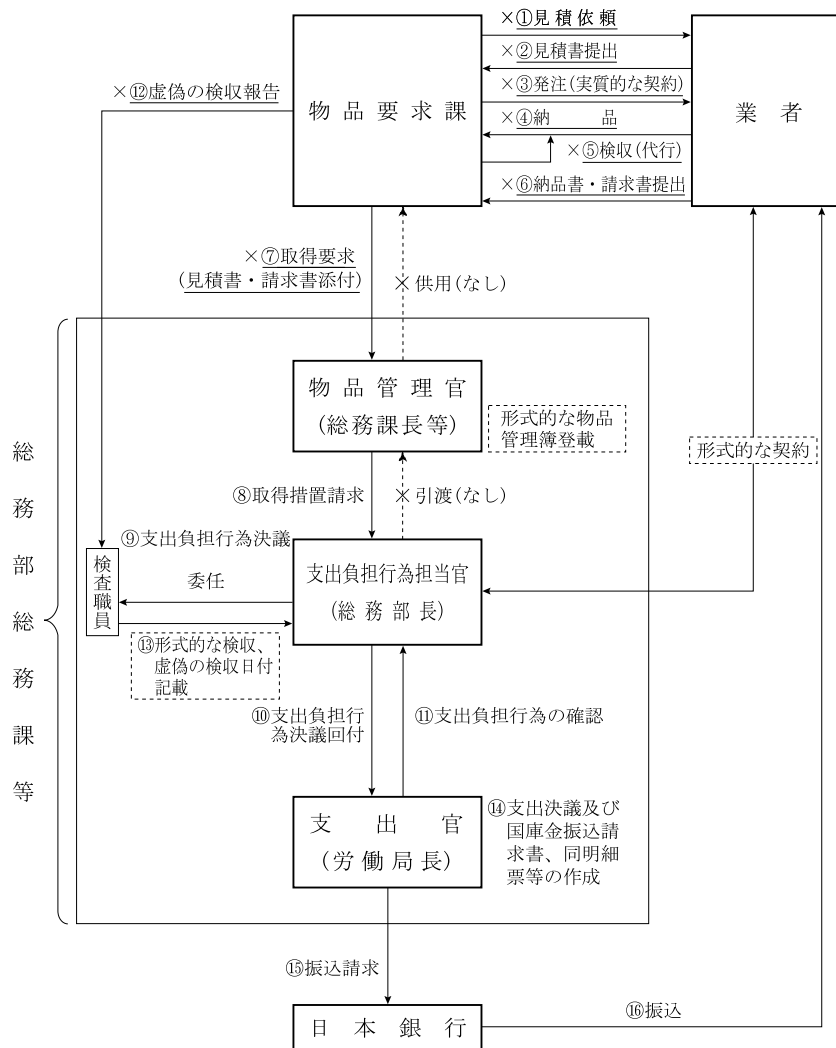 ×①見積依頼
×②見積書提出
×③発注(実質的な契約)
×④納品
×⑤検収(代行)
×⑥納品書・請求書提出
物品要求課
業者
×⑫虚偽の検収報告
×⑦取得要求
(見積書・請求書添付)
×供用(なし)
物品管理官
(総務課長等)
形式的な物品
管理簿登載
形式的な契約
⑧取得措置請求
×引渡(なし)
総務部総務課等
⑨支出負担行為決議
検査職員
委任
支出負担行為担当官
(総務部長)
⑬形式的な検収、
虚偽の検収日付
記載
⑩支出負担行
為決議回付
⑪支出負担行為の確認
支出官
(労働局長)
⑭支出決議及び
国庫金振込請
求書、同明細
票等の作成
⑮振込請求
日本銀行
⑯振込